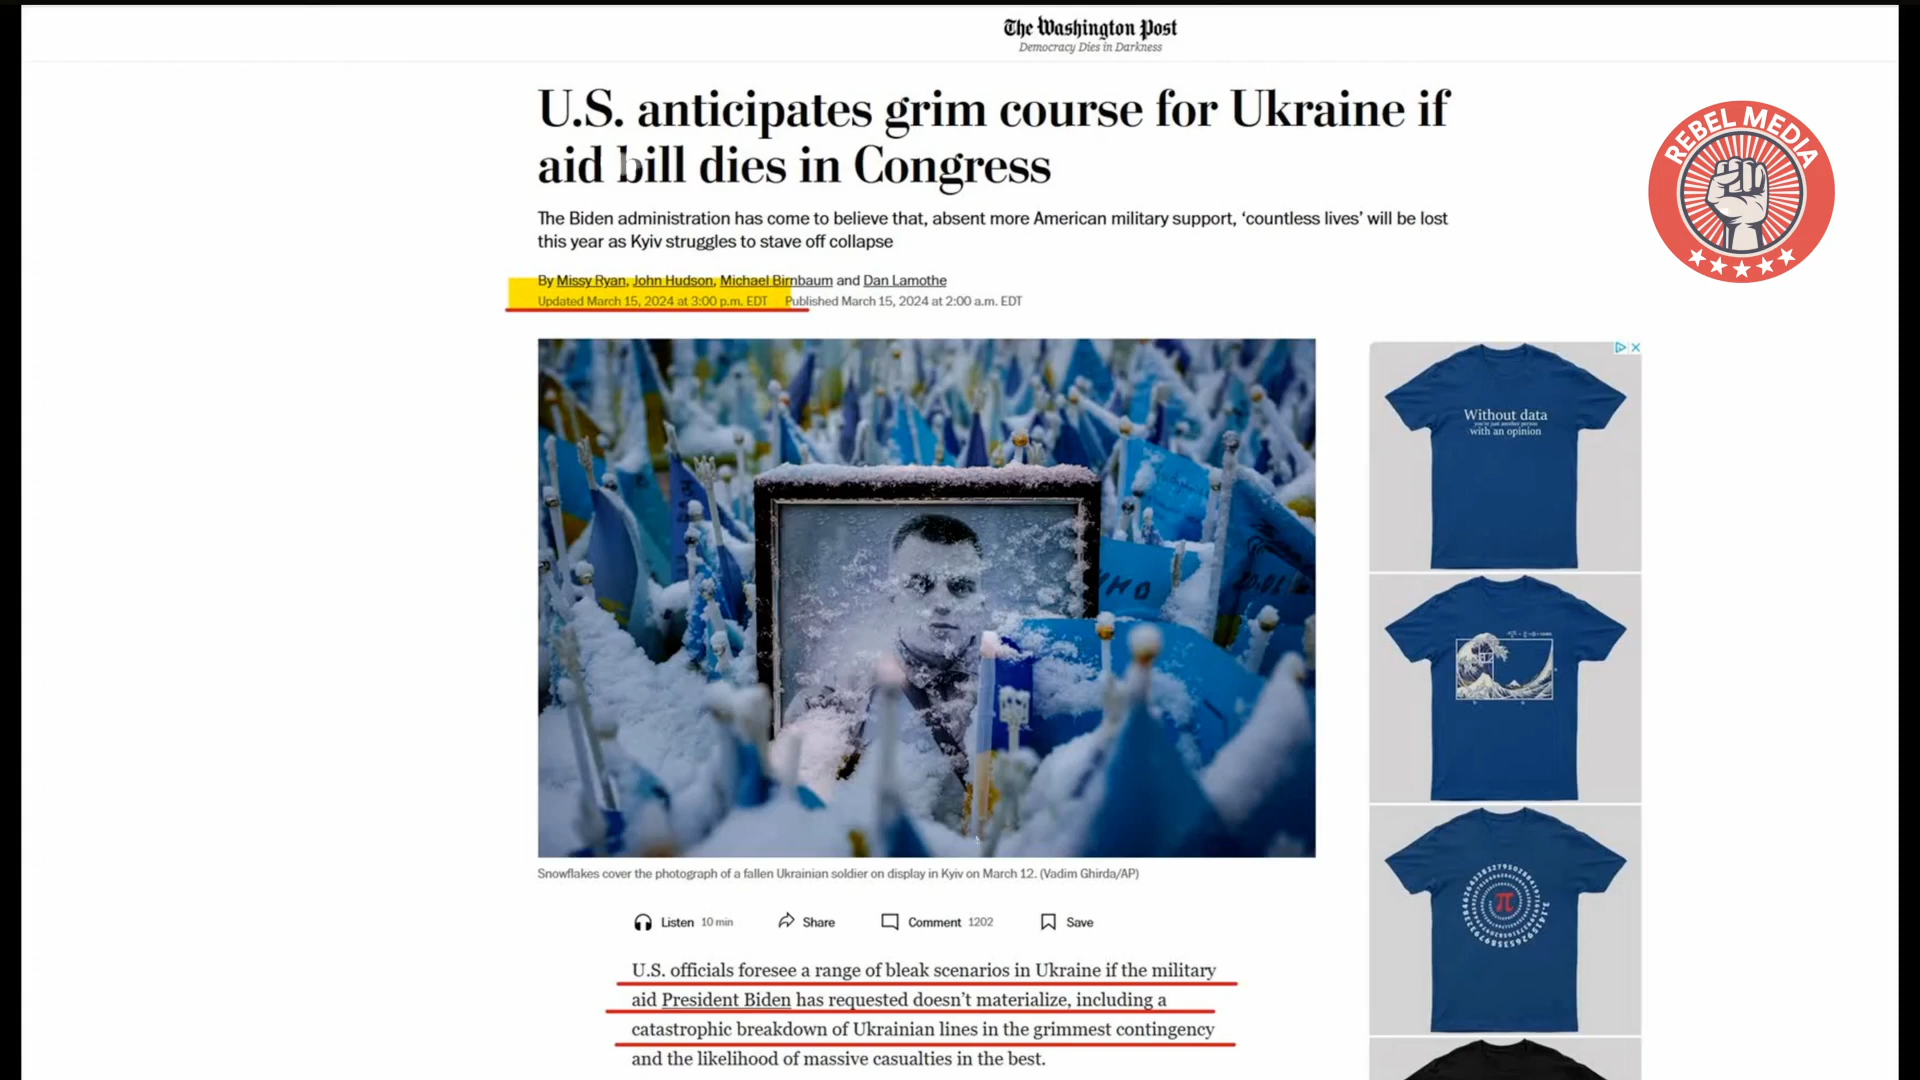 The Washington Post
Democracy Dies in Darkness
U.S. anticipates grim course for Ukraine if
aid bill dies in Congress
REBEL MEDIA
The Biden administration has come to believe that, absent more American military support, ‘countless lives’ will be lost
this year as Kyiv struggles to stave off collapse
By Missy Ryan, John Hudson, Michael Birnbaum and Dan Lamothe
Updated March 15, 2024 at 3:00 p.m. EDT Published March 15, 2024 at 2:00 a.m. EDT
Without data
you're just another person
with an opinion
Snowflakes cover the photograph of a fallen Ukrainian soldier on display in Kyiv on March 12. (Vadim Ghirda/AP)
Listen 10 min Share Comment 1202 Save
π
U.S. officials foresee a range of bleak scenarios in Ukraine if the military
aid President Biden has requested doesn’t materialize, including a
catastrophic breakdown of Ukrainian lines in the grimmest contingency
and the likelihood of massive casualties in the best.